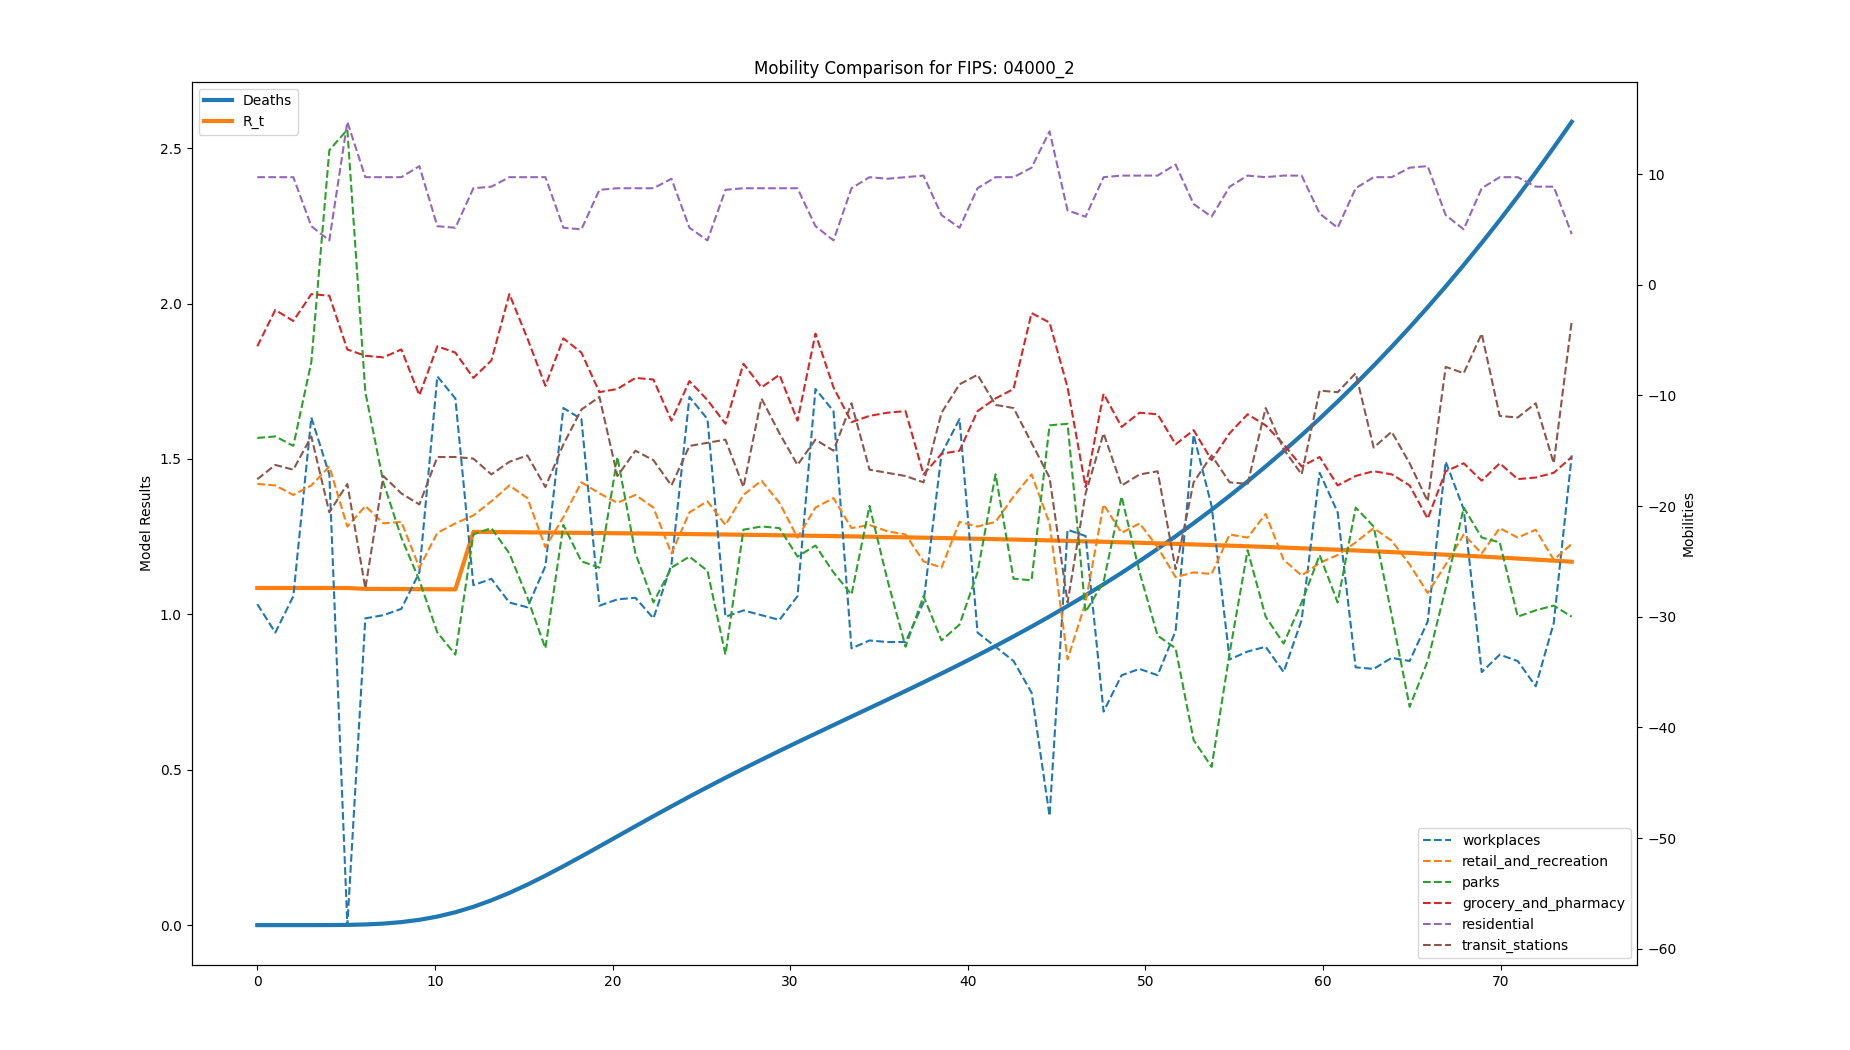 Mobility Comparison for FIPS: 04000_2
Deaths
R_t
2.5
2.0
1.5
1.0
0.5
0.0
Model Results
10
0
−10
−20
−30
−40
−50
−60
Mobilities
workplaces
retail_and_recreation
parks
grocery_and_pharmacy
residential
transit_stations
0 10 20 30 40 50 60 70